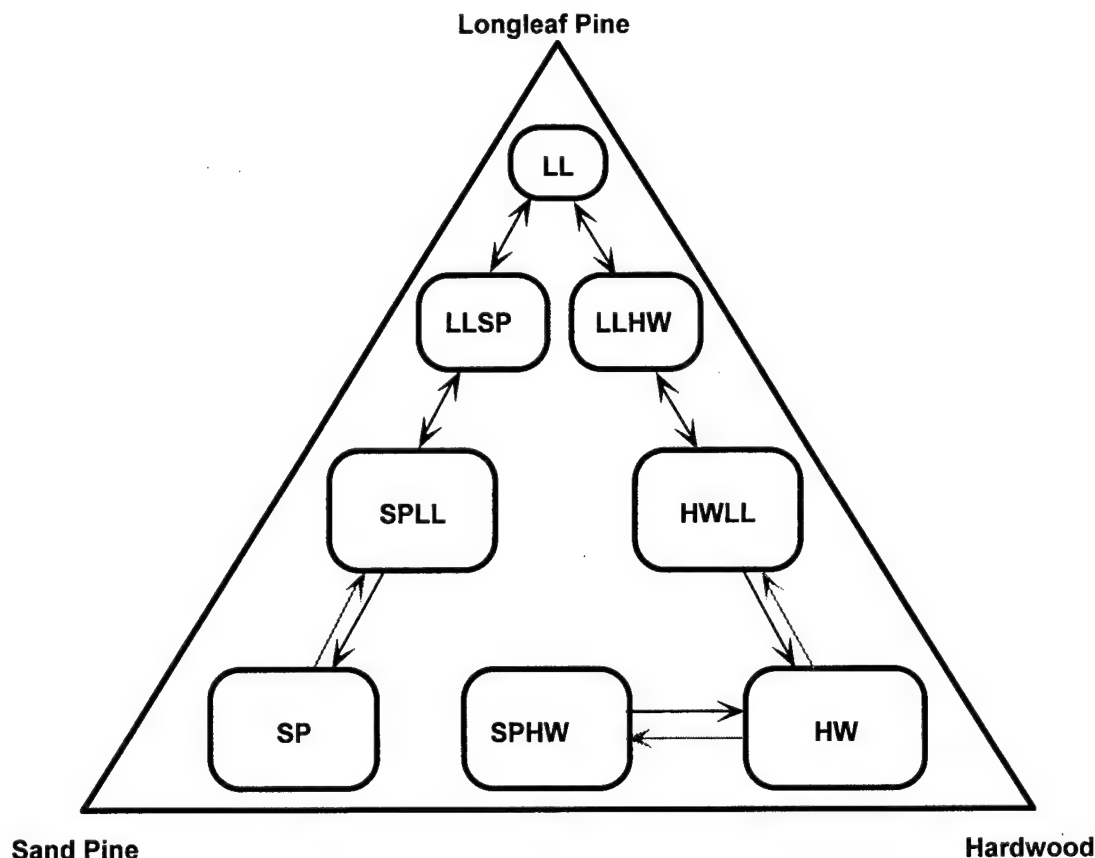 Longleaf Pine
LL
LLSP
LLHW
SPLL
HWLL
SP
SPHW
HW
Sand Pine
Hardwood